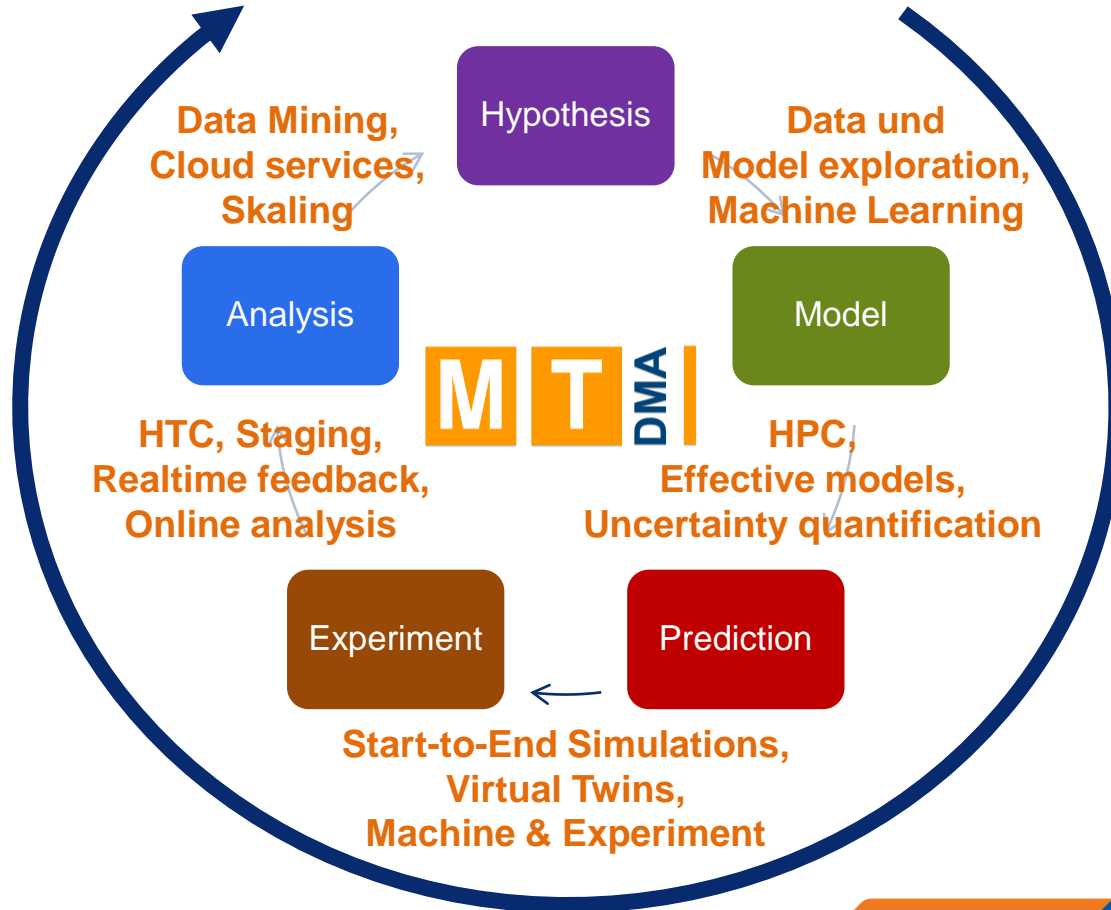 Hypothesis
Data und
Model exploration,
Machine Learning
Model
HPC,
Effective models,
Uncertainty quantification
Prediction
Start-to-End Simulations,
Virtual Twins,
Machine & Experiment
Experiment
HTC, Staging,
Realtime feedback,
Online analysis
Analysis
Data Mining,
Cloud services,
Skaling
MT
DMA